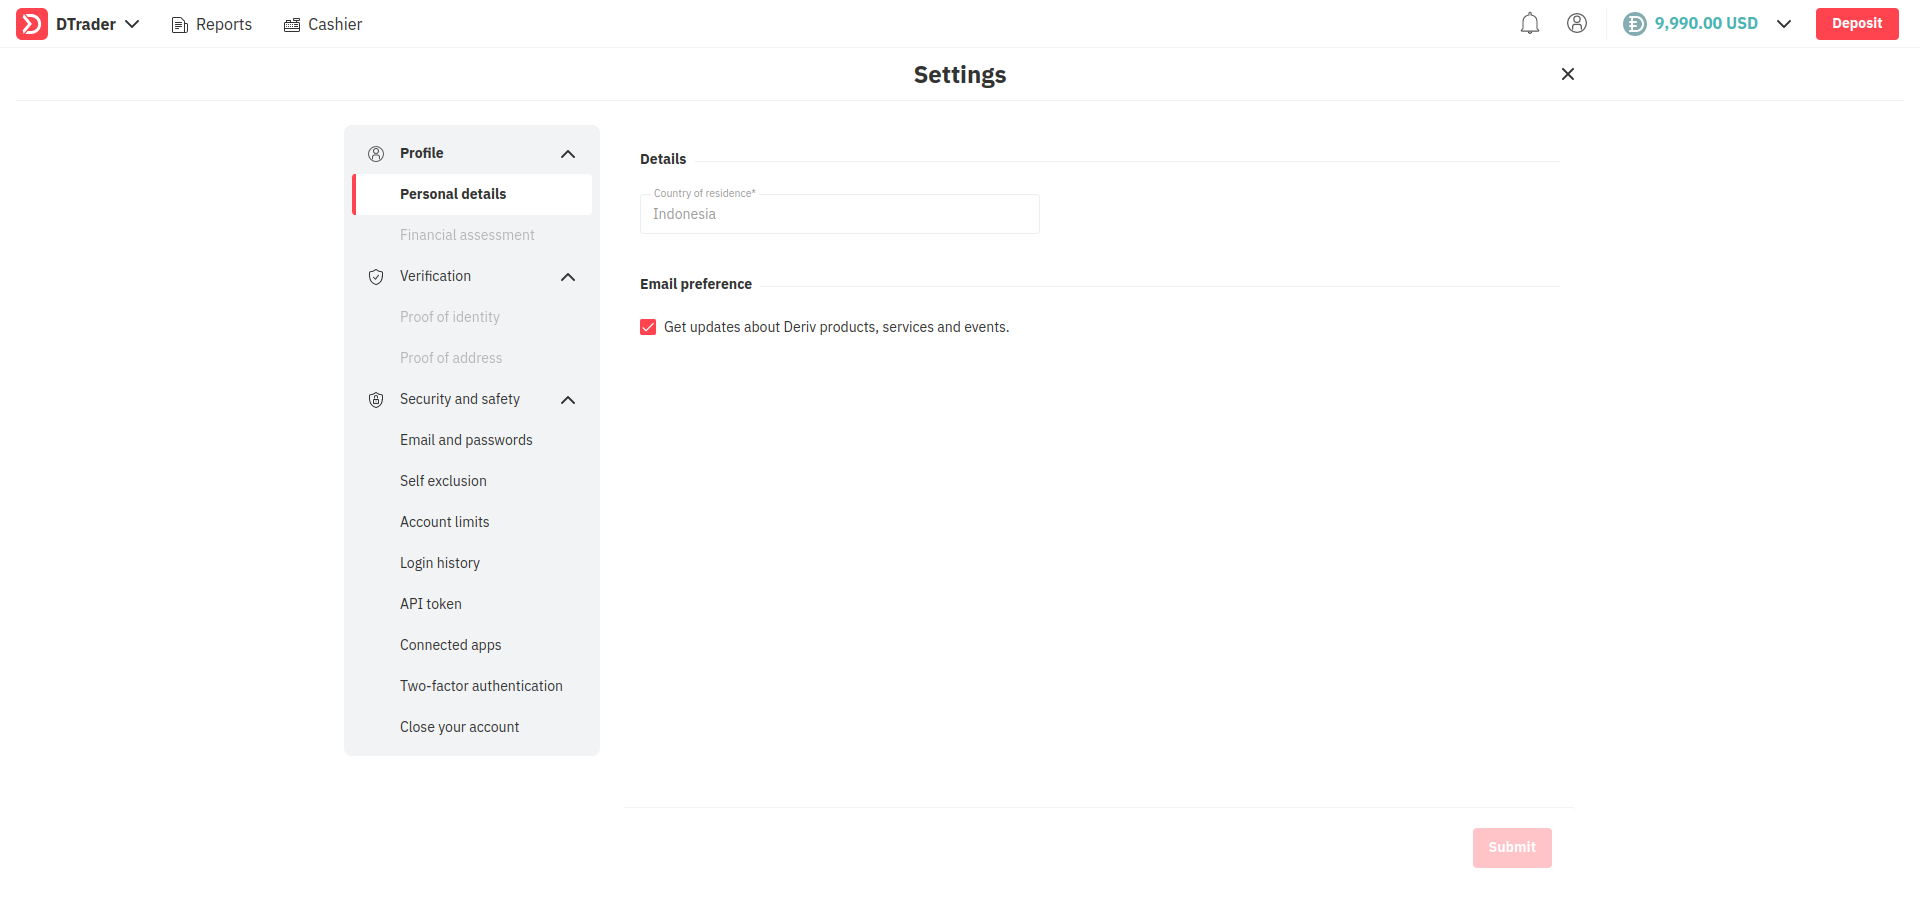 DTrader
Reports
Cashier
9,990.00 USD
Deposit
Settings
Profile
Personal details
Financial assessment
Verification
Proof of identity
Proof of address
Security and safety
Email and passwords
Self exclusion
Account limits
Login history
API token
Connected apps
Two-factor authentication
Close your account
Details
Country of residence*
Indonesia
Email preference
Get updates about Deriv products, services and events.
Submit